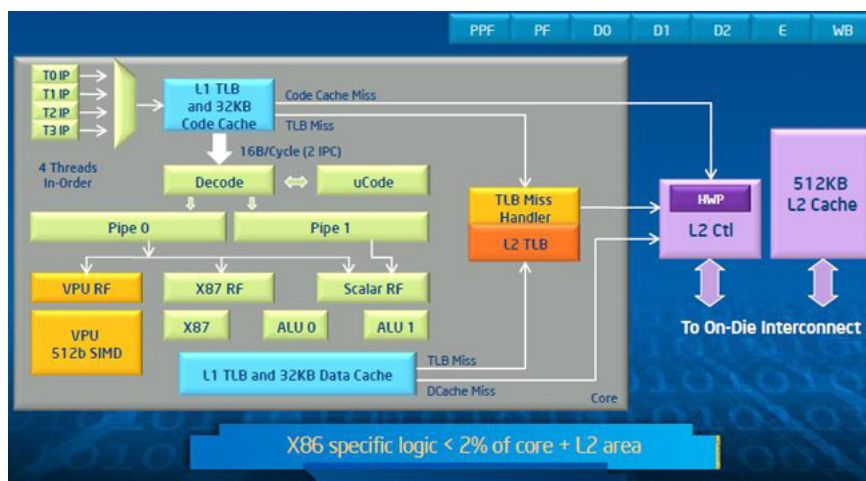 PPF PF D0 D1 D2 E WB
T0 IP
T1 IP
T2 IP
T3 IP
4 Threads
In-Order
L1 TLB
and 32KB
Code Cache
Code Cache Miss
TLB Miss
16B/Cycle (2 IPC)
Decode
uCode
Pipe 0
Pipe 1
TLB Miss
Handler
L2 TLB
HWP
L2 Ctl
512KB
L2 Cache
VPU RF
X87 RF
Scalar RF
VPU
512b SIMD
X87
ALU 0
ALU 1
To On-Die Interconnect
L1 TLB and 32KB Data Cache
TLB Miss
DCache Miss
Core
X86 specific logic < 2% of core + L2 area